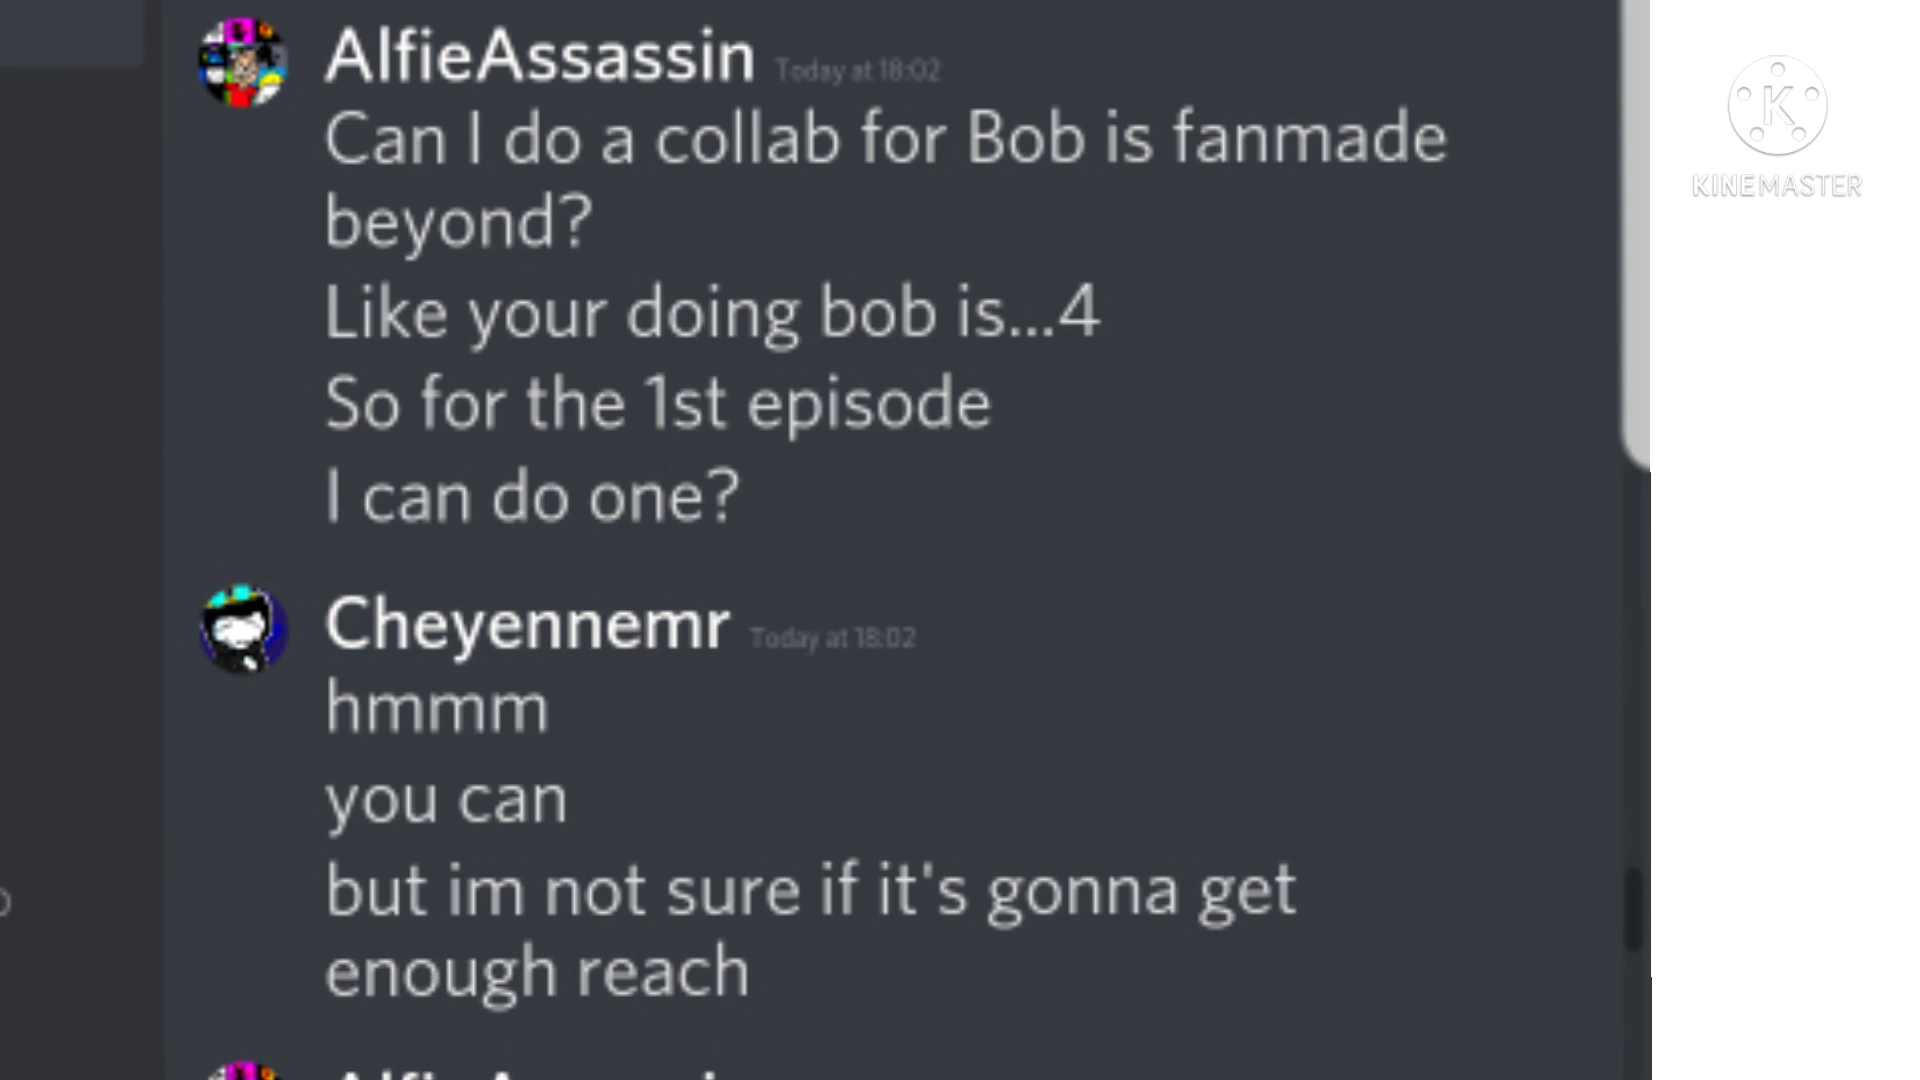 AlfieAssassin Today at 18:02
Can I do a collab for Bob is fanmade
beyond?
Like your doing bob is...4
So for the 1st episode
I can do one?
Cheyennemr Today at 18:02
hmmm
you can
but im not sure if it's gonna get
enough reach
K
KINEMASTER